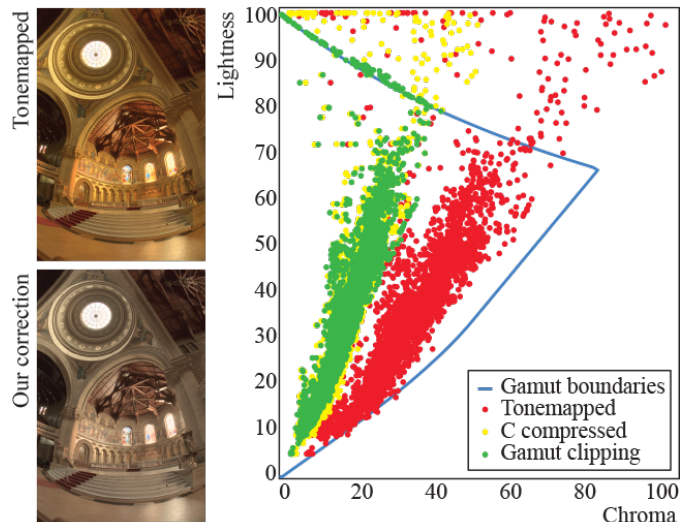 Tonemapped
Our correction
Lightness
100
90
80
70
60
50
40
30
20
10
0
Gamut boundaries
Tonemapped
C compressed
Gamut clipping
0
20
40
60
80
100
Chroma